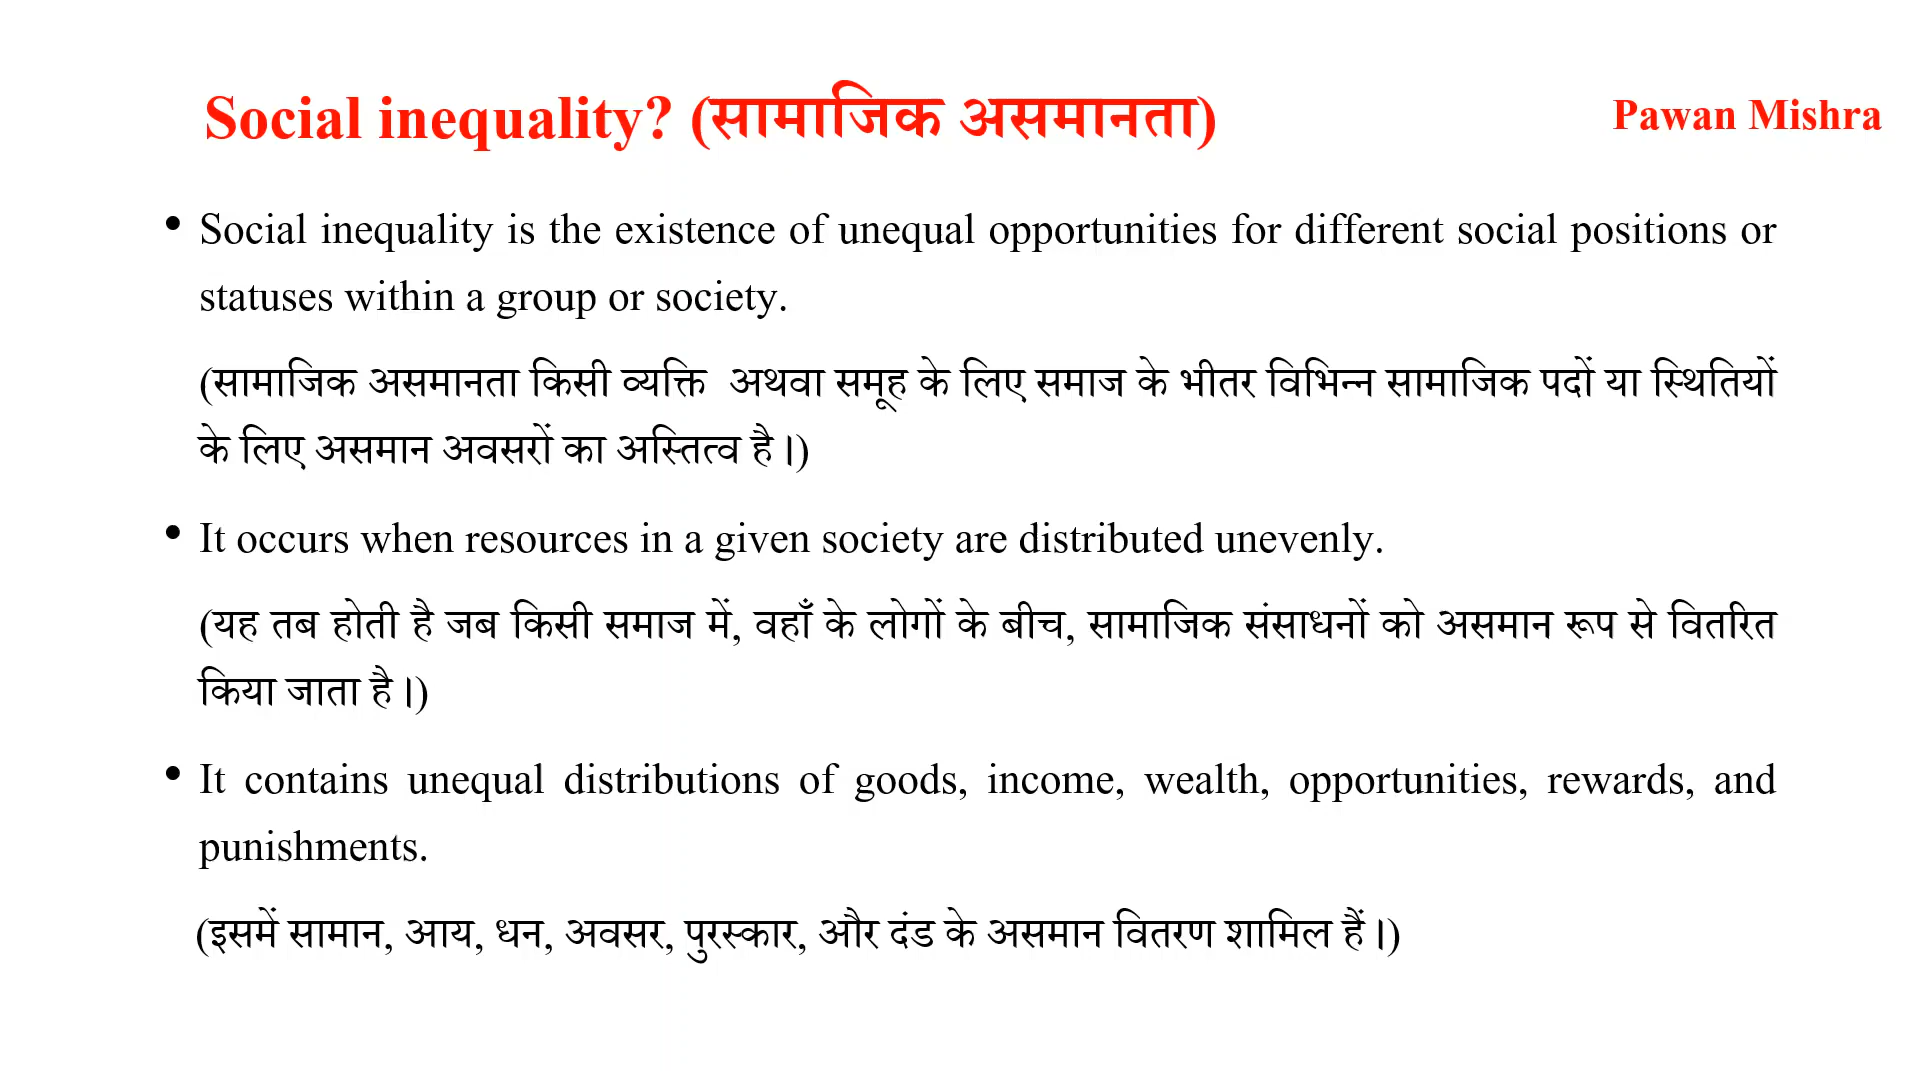 Social inequality? (सामाजिक असमानता)
Pawan Mishra
• Social inequality is the existence of unequal opportunities for different social positions or
statuses within a group or society.
(सामाजिक असमानता किसी व्यक्ति अथवा समूह के लिए समाज के भीतर विभिन्न सामाजिक पदों या स्थितियों
के लिए असमान अवसरों का अस्तित्व है।)
• It occurs when resources in a given society are distributed unevenly.
(यह तब होती है जब किसी समाज में, वहाँ के लोगों के बीच, सामाजिक संसाधनों को असमान रूप से वितरित
किया जाता है।)
• It contains unequal distributions of goods, income, wealth, opportunities, rewards, and
punishments.
(इसमें सामान, आय, धन, अवसर, पुरस्कार, और दंड के असमान वितरण शामिल हैं।)